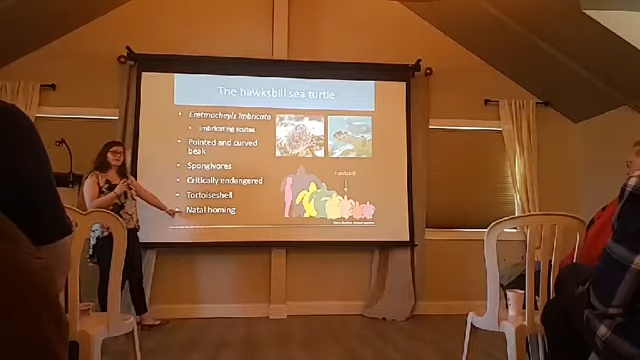 The hawksbill sea turtle
• Eretmochelys imbricata
• Imbricating scutes
• Pointed and curved
beak
• Spongivores
• Critically endangered
• Tortoiseshell
• Natal homing
Hawksbill